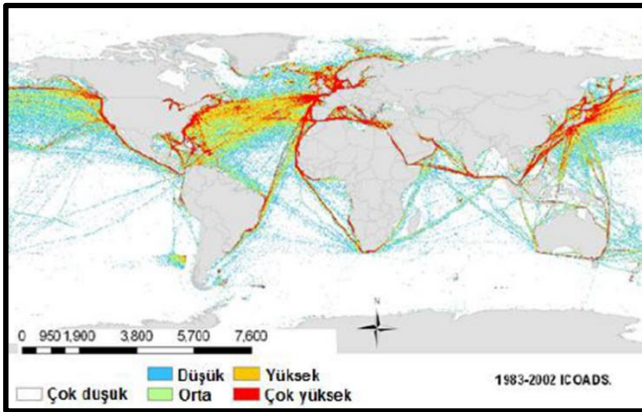 N
0 950 1,900 3,800 5,700 7,600
Düşük Yüksek
Çok düşük Orta Çok yüksek
1983-2002 ICOADS.